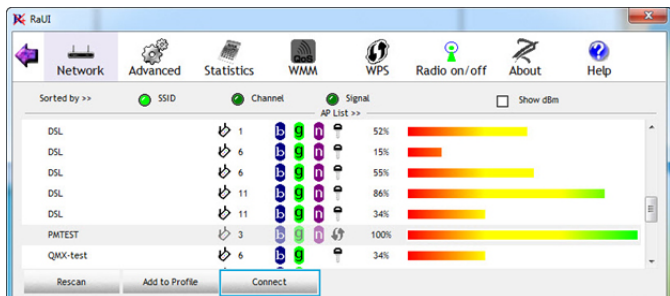 RaUI
Network Advanced Statistics WMM WPS Radio on/off About Help
QoS
Sorted by >> SSID Channel Signal Show dBm
AP List >>
DSL 1 b g n 52%
DSL 6 b g n 15%
DSL 6 b g n 55%
DSL 11 b g n 86%
DSL 11 b g n 34%
PMTEST 3 b g n 100%
QMX-test 6 b g 34%
Rescan Add to Profile Connect